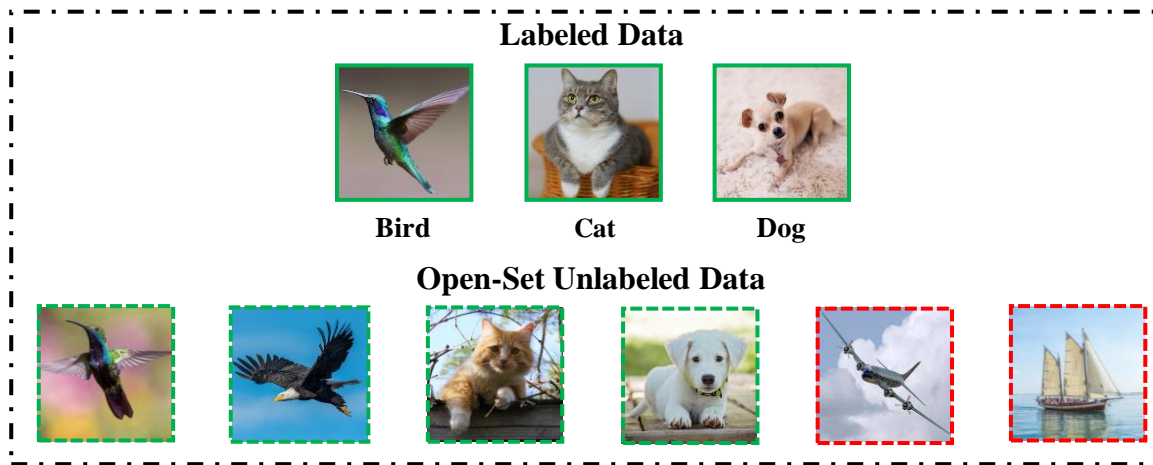 Labeled Data
Bird
Cat
Dog
Open-Set Unlabeled Data